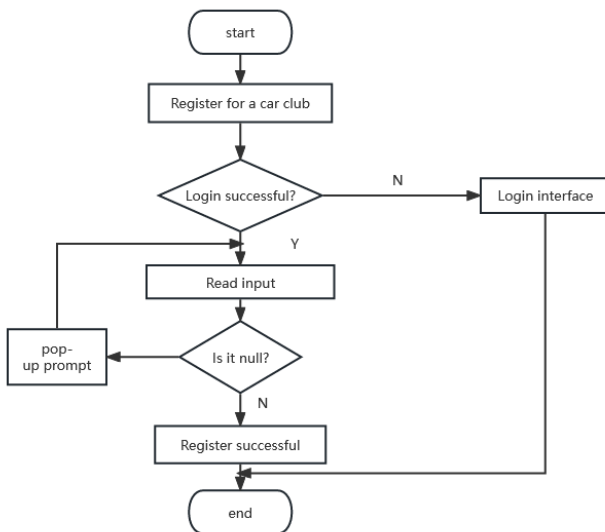 start
Register for a car club
Login successful?
N
Login interface
Y
Read input
pop-
up prompt
Is it null?
N
Register successful
end